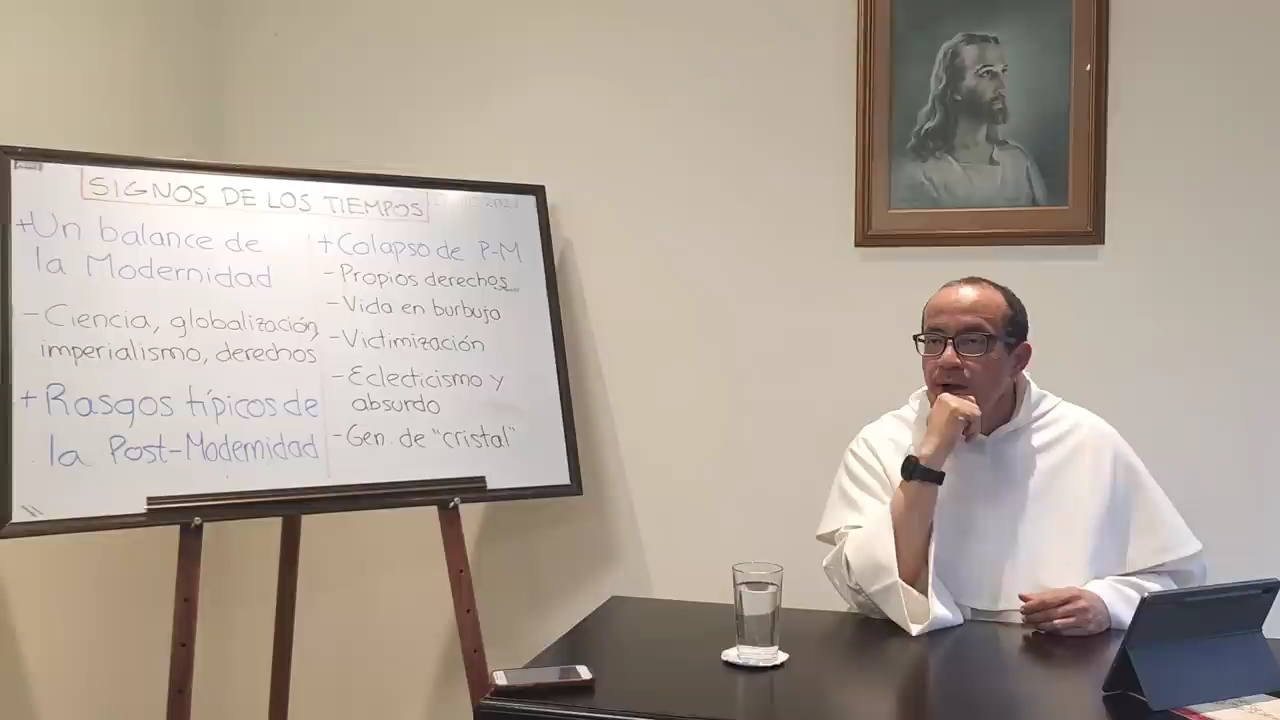 SIGNOS DE LOS TIEMPOS
+Un balance de
la Modernidad
- Ciencia, globalización,
imperialismo, derechos
+ Rasgos típicos de
la Post-Modernidad
+Colapso de P-M
- Propios derechos
- Vida en burbuja
- Victimización
- Eclecticismo y
absurdo
- Gen. de "cristal"